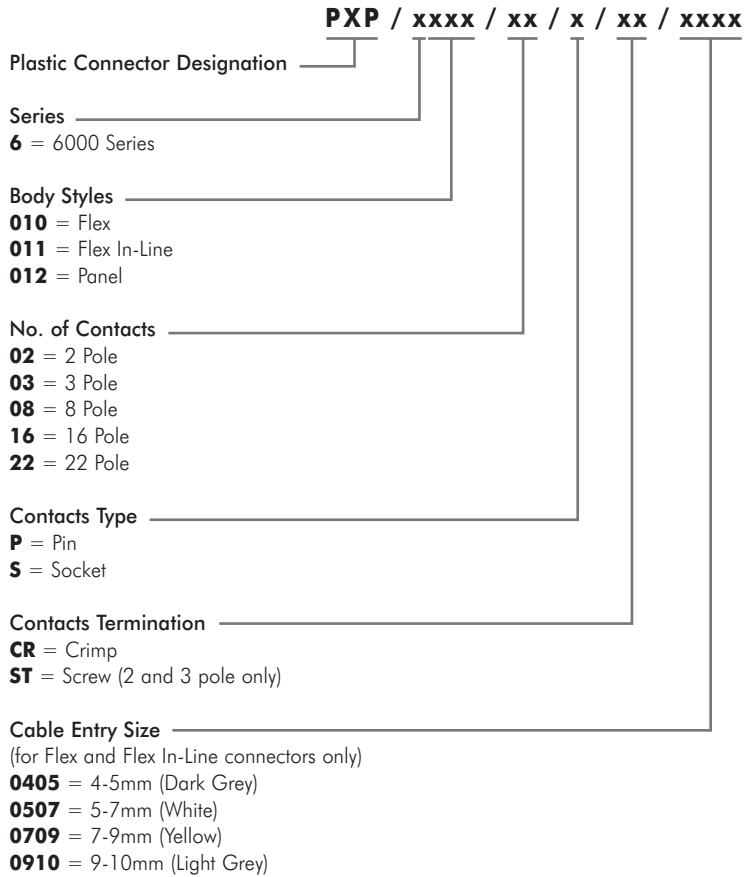 PXP / xxxx / xx / x / xx / xxxx
Plastic Connector Designation
Series
6 = 6000 Series
Body Styles
010 = Flex
011 = Flex In-Line
012 = Panel
No. of Contacts
02 = 2 Pole
03 = 3 Pole
08 = 8 Pole
16 = 16 Pole
22 = 22 Pole
Contacts Type
P = Pin
S = Socket
Contacts Termination
CR = Crimp
ST = Screw (2 and 3 pole only)
Cable Entry Size
(for Flex and Flex In-Line connectors only)
0405 = 4-5mm (Dark Grey)
0507 = 5-7mm (White)
0709 = 7-9mm (Yellow)
0910 = 9-10mm (Light Grey)